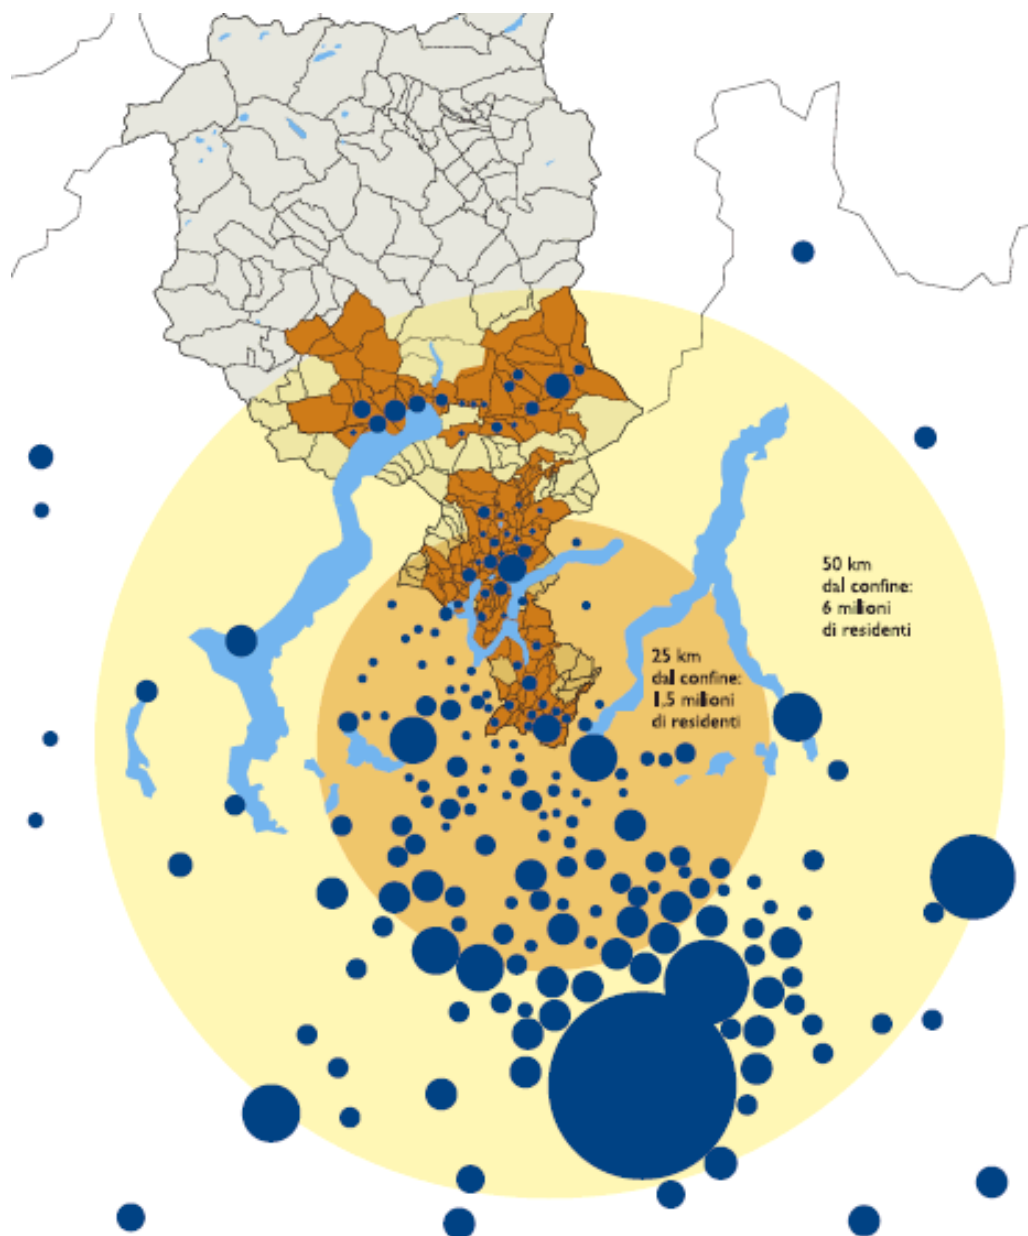 50 km
dal confine:
6 milioni
di residenti
25 km
dal confine:
1,5 milioni
di residenti